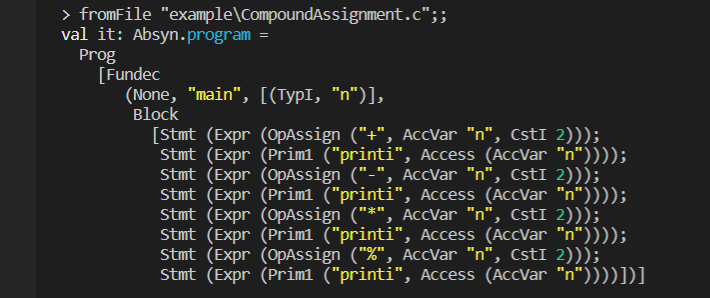 > fromFile "example\CompoundAssignment.c";;
val it: Absyn.program =
  Prog
    [Fundec
       (None, "main", [(TypI, "n")],
        Block
          [Stmt (Expr (OpAssign ("+", AccVar "n", CstI 2)));
           Stmt (Expr (Prim1 ("printi", Access (AccVar "n"))));
           Stmt (Expr (OpAssign ("-", AccVar "n", CstI 2)));
           Stmt (Expr (Prim1 ("printi", Access (AccVar "n"))));
           Stmt (Expr (OpAssign ("*", AccVar "n", CstI 2)));
           Stmt (Expr (Prim1 ("printi", Access (AccVar "n"))));
           Stmt (Expr (OpAssign ("%", AccVar "n", CstI 2)));
           Stmt (Expr (Prim1 ("printi", Access (AccVar "n"))))])]